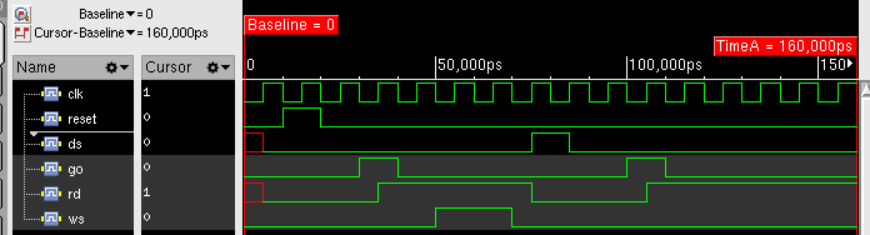 Baseline▼= 0
Cursor-Baseline▼= 160,000ps
Baseline = 0
TimeA = 160,000ps
Name Cursor 0 50,000ps 100,000ps 150
clk 1
reset 0
ds 0
go 0
rd 1
ws 0